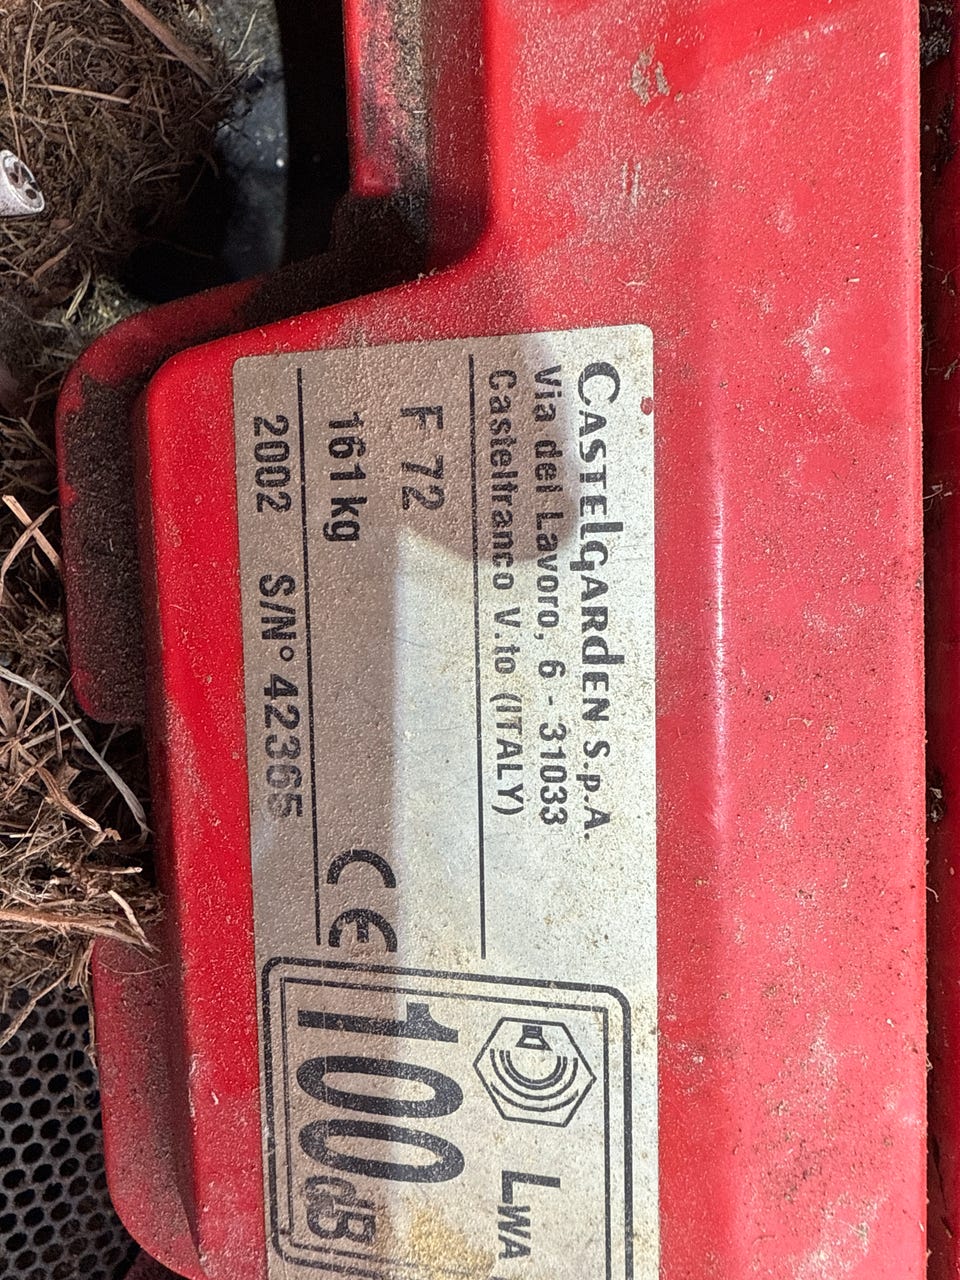 CASTELGARDEN S.p.A.
Via del Lavoro, 6 - 31033
Castelfranco V.to (ITALY)
F 72
161 kg
CE
2002 S/N° 42365
LWA
100
dB